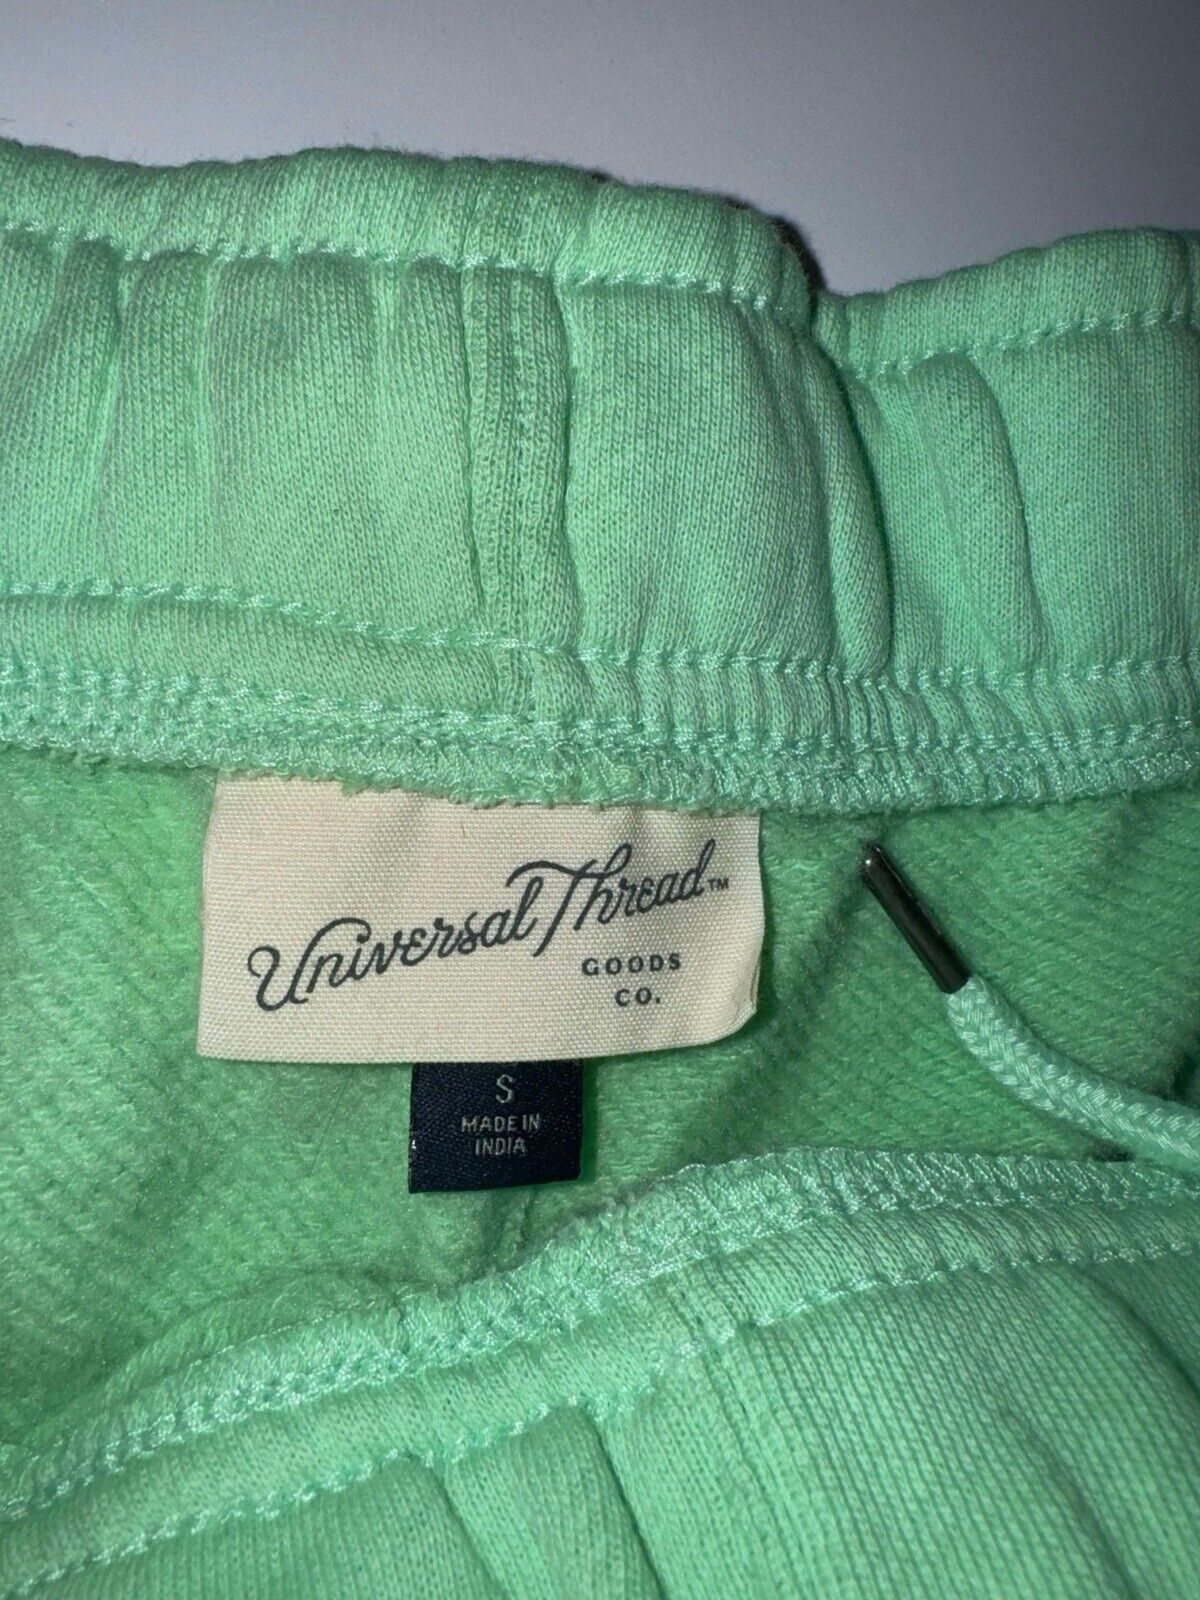 Universal Thread™
GOODS
CO.
S
MADE IN
INDIA